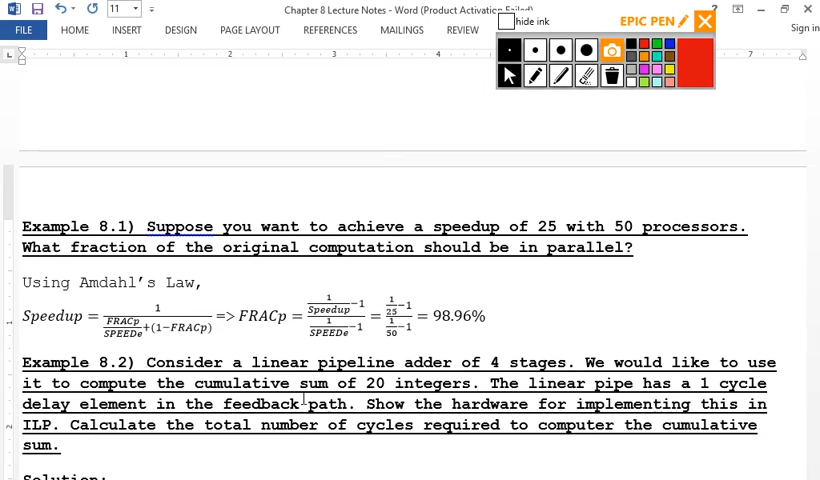 Chapter 8 Lecture Notes - Word (Product Activation Failed)
11
hide ink
EPIC PEN
?
FILE
HOME
INSERT
DESIGN
PAGE LAYOUT
REFERENCES
MAILINGS
REVIEW
Sign in
1 2 3 4 7
Example 8.1) Suppose you want to achieve a speedup of 25 with 50 processors.
What fraction of the original computation should be in parallel?
Using Amdahl's Law,
Speedup = 1 / (FRACp/SPEEDe + (1−FRACp)) => FRACp = (1/Speedup −1) / (1/SPEEDe −1) = (1/25 −1) / (1/50 −1) = 98.96%
Example 8.2) Consider a linear pipeline adder of 4 stages. We would like to use
it to compute the cumulative sum of 20 integers. The linear pipe has a 1 cycle
delay element in the feedback path. Show the hardware for implementing this in
ILP. Calculate the total number of cycles required to computer the cumulative
sum.
Solution: